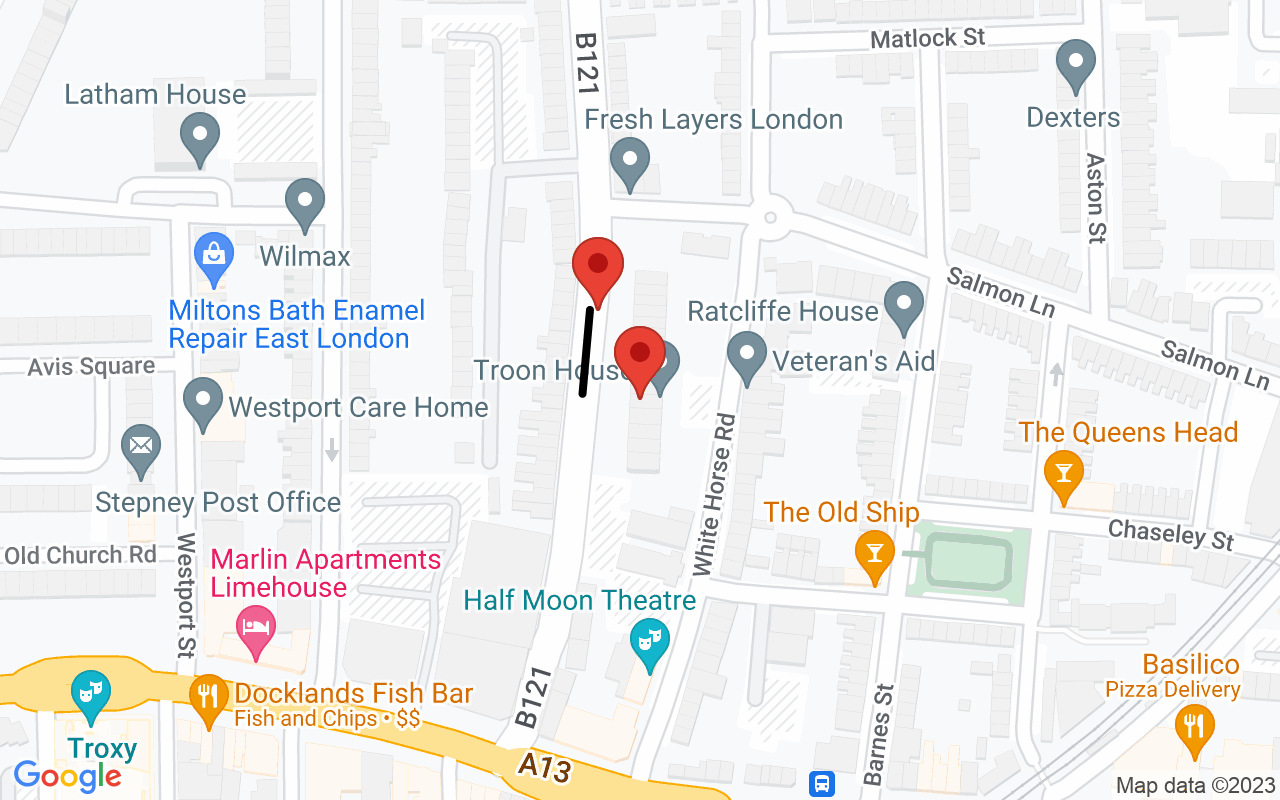 B121
Matlock St
Latham House
Fresh Layers London
Dexters
Aston St
Wilmax
Miltons Bath Enamel
Repair East London
Salmon Ln
Ratcliffe House
Avis Square
Troon House
Veteran's Aid
Salmon Ln
Westport Care Home
White Horse Rd
The Queens Head
Stepney Post Office
The Old Ship
Chaseley St
Old Church Rd
Westport St
Marlin Apartments
Limehouse
Half Moon Theatre
Basilico
Pizza Delivery
Docklands Fish Bar
Fish and Chips • $$
B121
Barnes St
Troxy
A13
Google
Map data ©2023